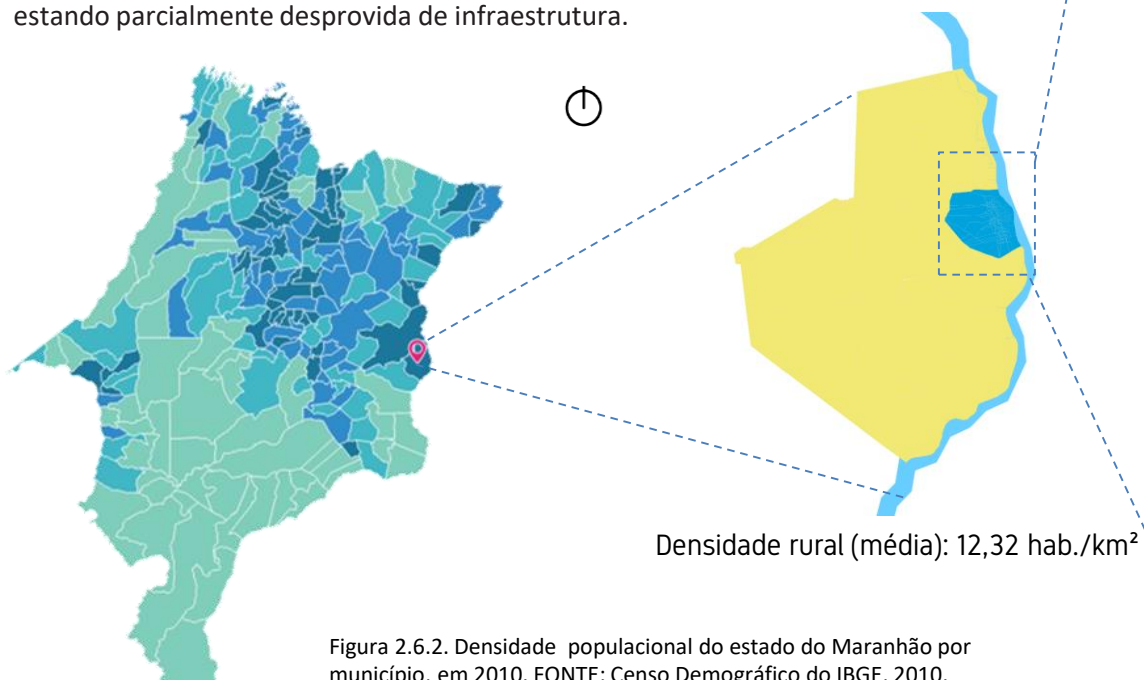 estando parcialmente desprovida de infraestrutura.
Densidade rural (média): 12,32 hab./km²
Figura 2.6.2. Densidade populacional do estado do Maranhão por
município, em 2010. FONTE: Censo Demográfico do IBGE, 2010.